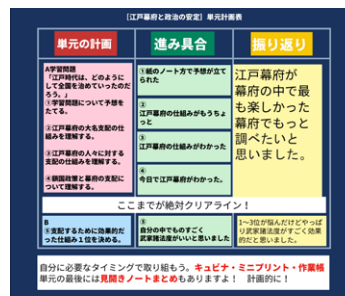 ［江戸幕府と政治の安定］単元計画表
単元の計画
進み具合
振り返り
A学習問題
「江戸時代は、どのように
して全国を治めていったのだ
ろう。」
①学習問題について予想を
たてる。
②江戸幕府の大名支配の仕
組みを理解する。
③江戸幕府の人々に対する
支配の仕組みを理解する。
④鎖国政策と幕府の支配に
ついて理解する。
①紙のノート方で予想が立て
られた
②
江戸幕府の仕組みがもうちょ
っと
③
江戸幕府の仕組みがわかった
④
今日で江戸幕府がわかった。
江戸幕府が
幕府の中で最
も楽しかった
幕府でもっと
調べたいと
思いました。
ここまでが絶対クリアライン！
B
⑤支配するために効果的だ
った仕組み１位を決める。
⑤
自分の中でものすごく
武家諸法度がいいと思いました
1〜3位が悩んだけどやっぱ
り武家諸法度がすごく効果
的だと思いました。
自分に必要なタイミングで取り組もう。キュビナ・ミニプリント・作業帳
単元の最後には見開きノートまとめもありますよ！　計画的に！